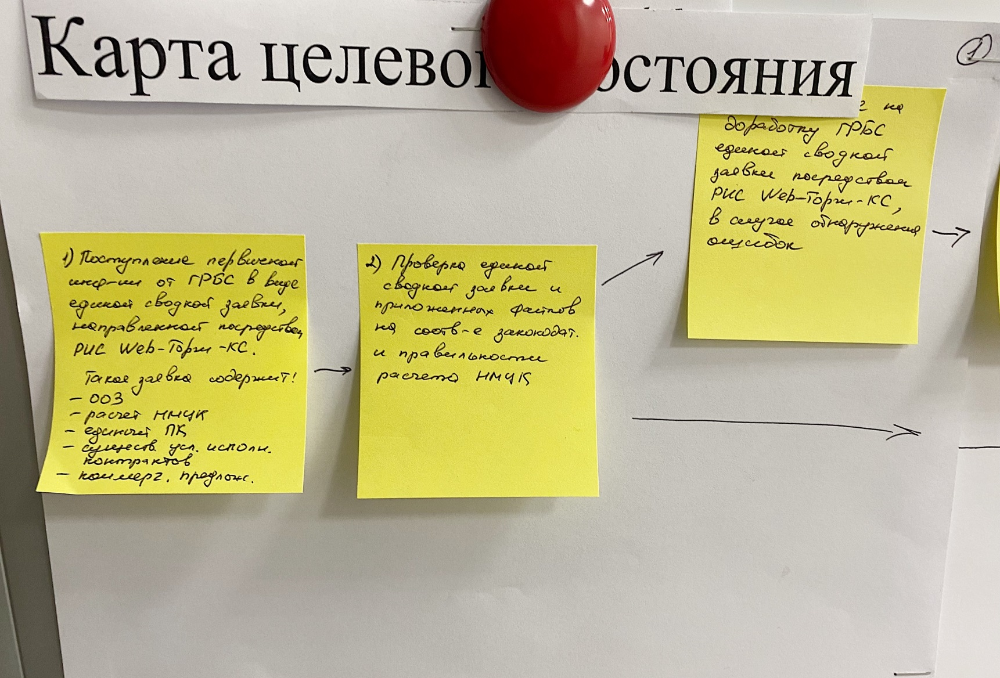 Карта целево остояния
1
1) Поступление первичной
инф-ии от ГРБС в виде
единой сводной заявки,
направленной посредством
РИС Web-Торги-КС.
Такая заявка содержит:
- ООЗ
- расчет НМЦК
- единый ПК
- существ. усл. исполн.
контрактов
- коммерч. предлож.
2) Проверка единой
сводной заявки и
приложенных файлов
на соотв-е законодат.
и правильности
расчета НМЦК
на
доработку ГРБС
единой сводной
заявки посредством
РИС Web-Торги-КС,
в случае обнаружения
ошибок